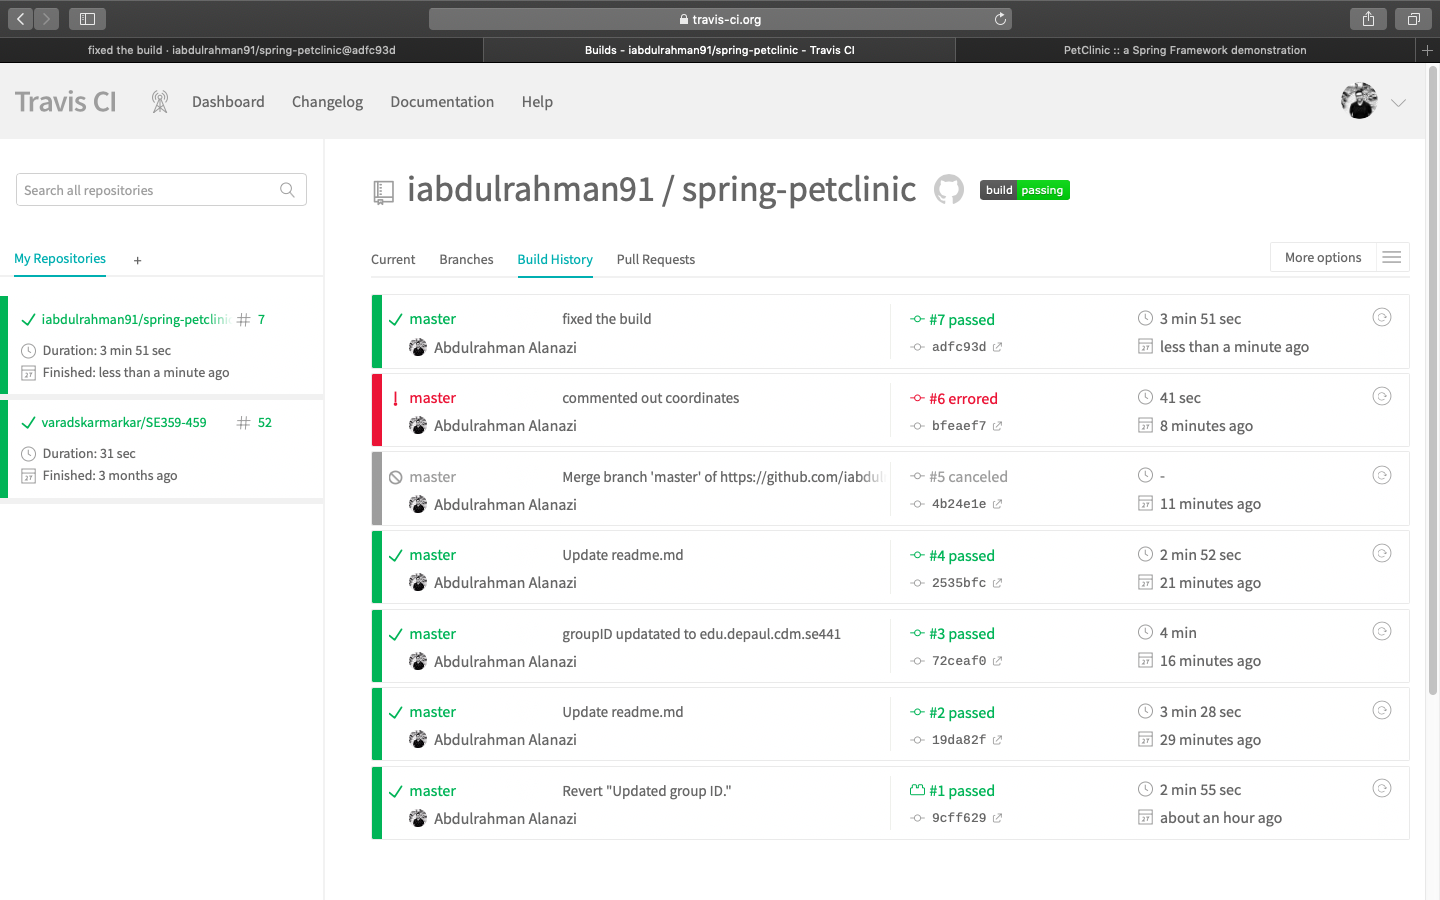 travis-ci.org
fixed the build · iabdulrahman91/spring-petclinic@adfc93d
Builds - iabdulrahman91/spring-petclinic - Travis CI
PetClinic :: a Spring Framework demonstration
Travis CI
Dashboard
Changelog
Documentation
Help
Search all repositories
My Repositories
+
iabdulrahman91/spring-petclinic # 7
Duration: 3 min 51 sec
Finished: less than a minute ago
varadskarmarkar/SE359-459 # 52
Duration: 31 sec
Finished: 3 months ago
iabdulrahman91 / spring-petclinic
build passing
Current
Branches
Build History
Pull Requests
More options
master fixed the build #7 passed 3 min 51 sec
Abdulrahman Alanazi adfc93d less than a minute ago
master commented out coordinates #6 errored 41 sec
Abdulrahman Alanazi bfeaef7 8 minutes ago
master Merge branch 'master' of https://github.com/iabdul #5 canceled -
Abdulrahman Alanazi 4b24e1e 11 minutes ago
master Update readme.md #4 passed 2 min 52 sec
Abdulrahman Alanazi 2535bfc 21 minutes ago
master groupID updatated to edu.depaul.cdm.se441 #3 passed 4 min
Abdulrahman Alanazi 72ceaf0 16 minutes ago
master Update readme.md #2 passed 3 min 28 sec
Abdulrahman Alanazi 19da82f 29 minutes ago
master Revert "Updated group ID." #1 passed 2 min 55 sec
Abdulrahman Alanazi 9cff629 about an hour ago